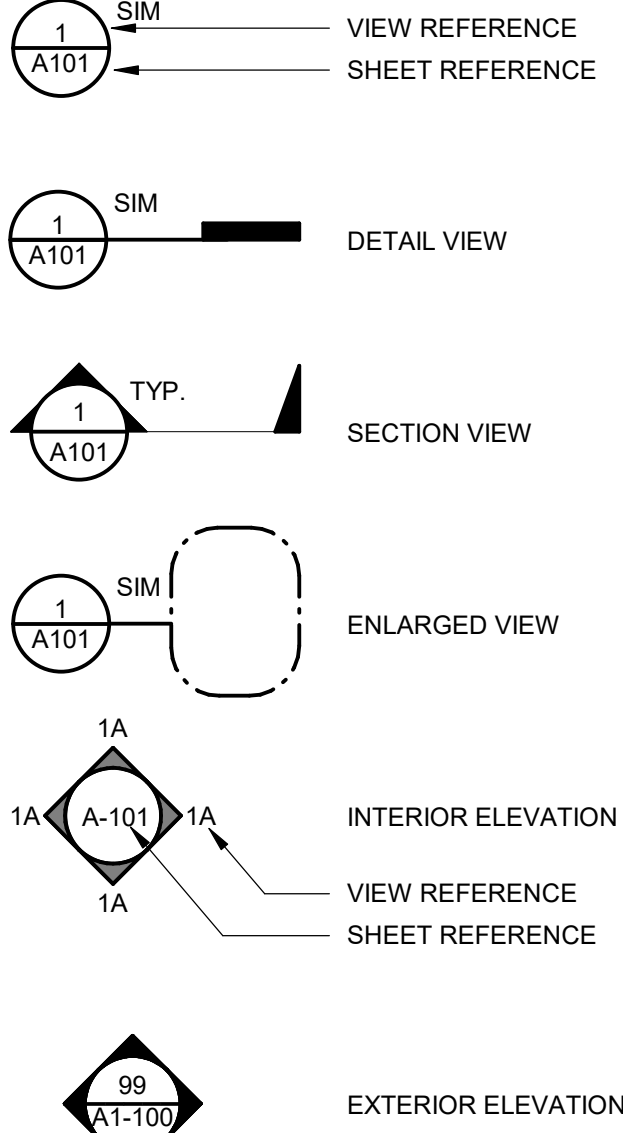 SIM
1
VIEW REFERENCE
A101
SHEET REFERENCE
SIM
1
A101
DETAIL VIEW
TYP.
1
A101
SECTION VIEW
SIM
1
A101
ENLARGED VIEW
1A
1A
A-101
1A
INTERIOR ELEVATION
1A
VIEW REFERENCE
SHEET REFERENCE
99
A1-100
EXTERIOR ELEVATION